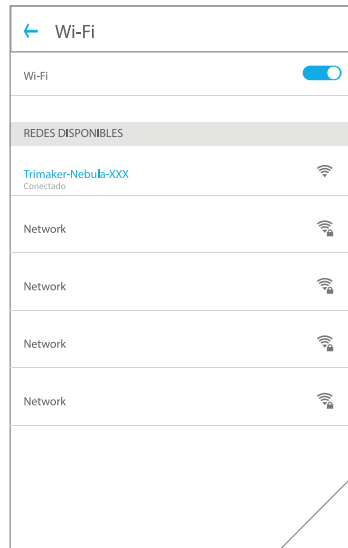 Wi-Fi
Wi-Fi
REDES DISPONIBLES
Trimaker-Nebula-XXX
Conectado
Network
Network
Network
Network